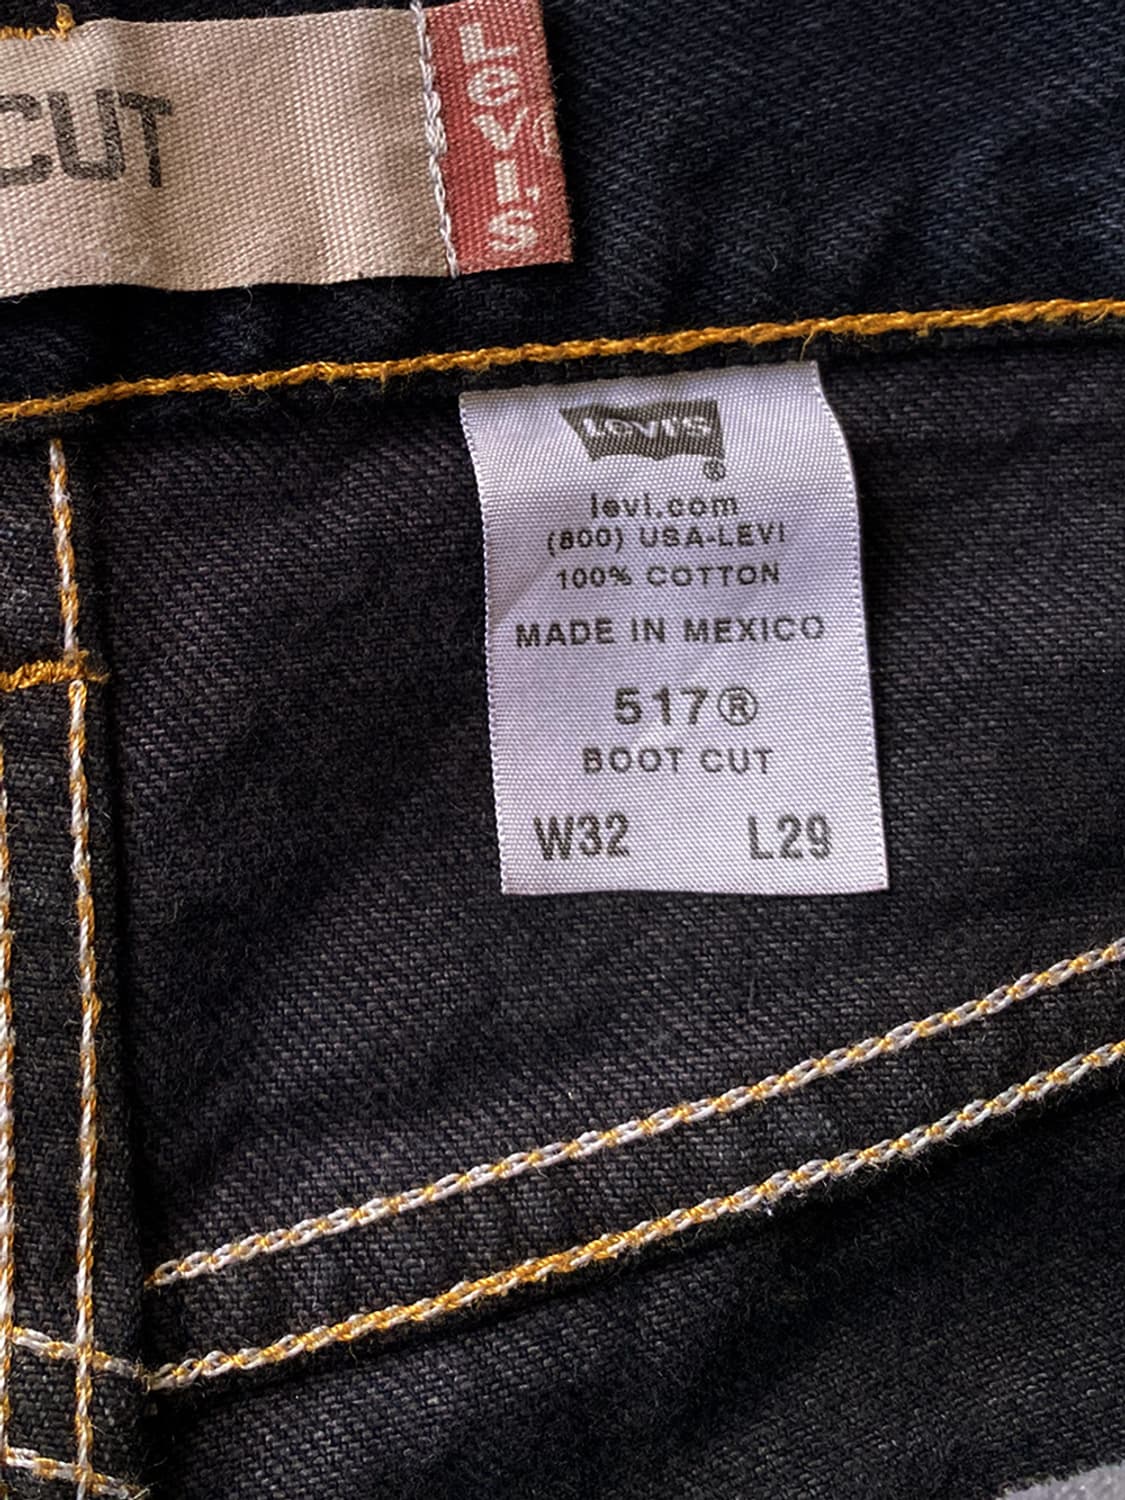 CUT
Levi's
LEVI'S
®
levi.com
(800) USA-LEVI
100% COTTON
MADE IN MEXICO
517®
BOOT CUT
W32 L29